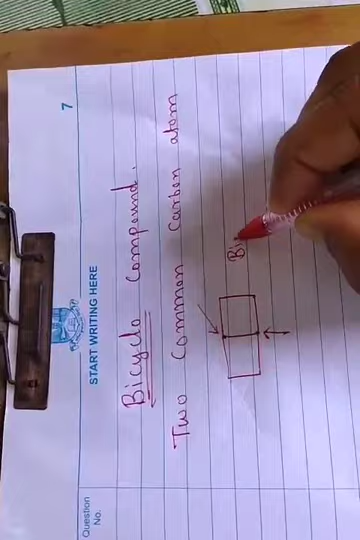 7
START WRITING HERE
Question
No.
Bicyclo Compound.
Two common carbon atom
Bi